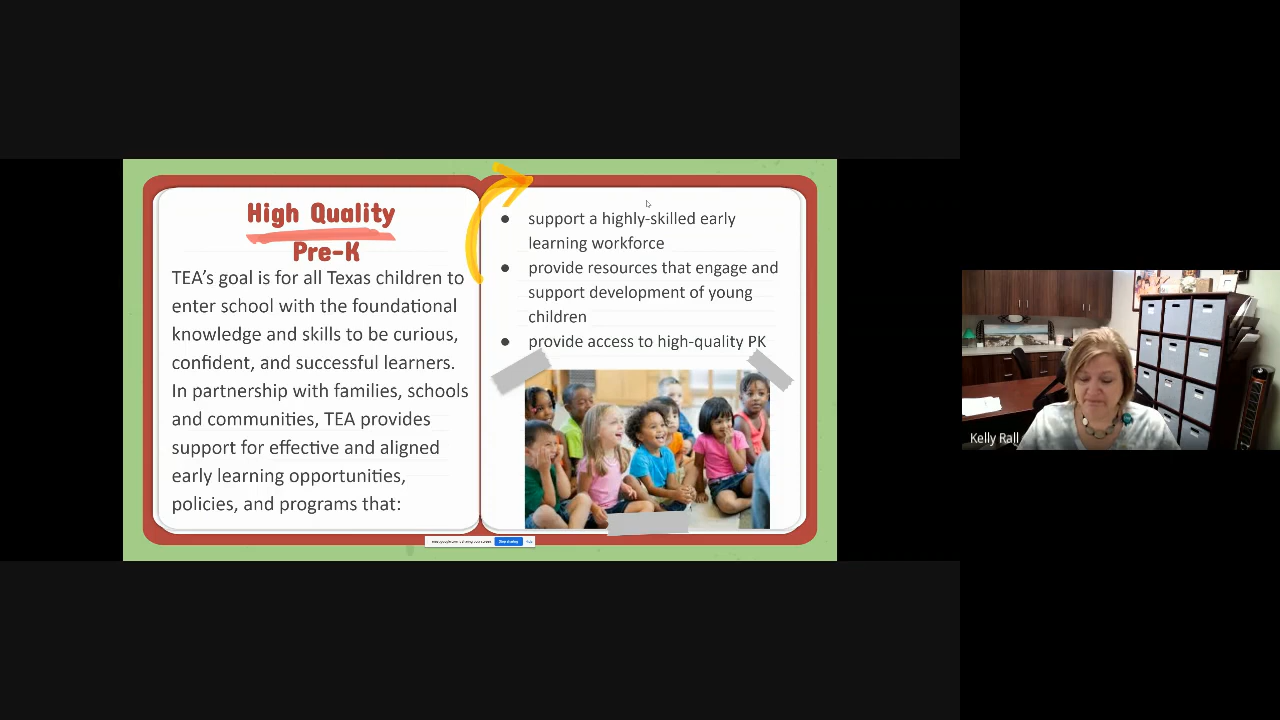 High Quality
Pre-K
TEA's goal is for all Texas children to
enter school with the foundational
knowledge and skills to be curious,
confident, and successful learners.
In partnership with families, schools
and communities, TEA provides
support for effective and aligned
early learning opportunities,
policies, and programs that:
● support a highly-skilled early
learning workforce
● provide resources that engage and
support development of young
children
● provide access to high-quality PK
Stop sharing
Hide
Kelly Rall